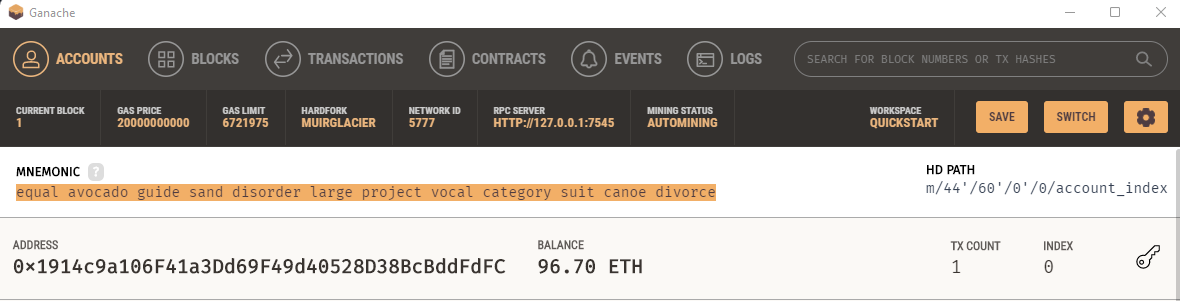 Ganache
ACCOUNTS BLOCKS TRANSACTIONS CONTRACTS EVENTS LOGS SEARCH FOR BLOCK NUMBERS OR TX HASHES
CURRENT BLOCK GAS PRICE GAS LIMIT HARDFORK NETWORK ID RPC SERVER MINING STATUS WORKSPACE
1 20000000000 6721975 MUIRGLACIER 5777 HTTP://127.0.0.1:7545 AUTOMINING QUICKSTART SAVE SWITCH
MNEMONIC ? HD PATH
equal avocado guide sand disorder large project vocal category suit canoe divorce m/44'/60'/0'/0/account_index
ADDRESS BALANCE TX COUNT INDEX
0×1914c9a106F41a3Dd69F49d40528D38BcBddFdFC 96.70 ETH 1 0